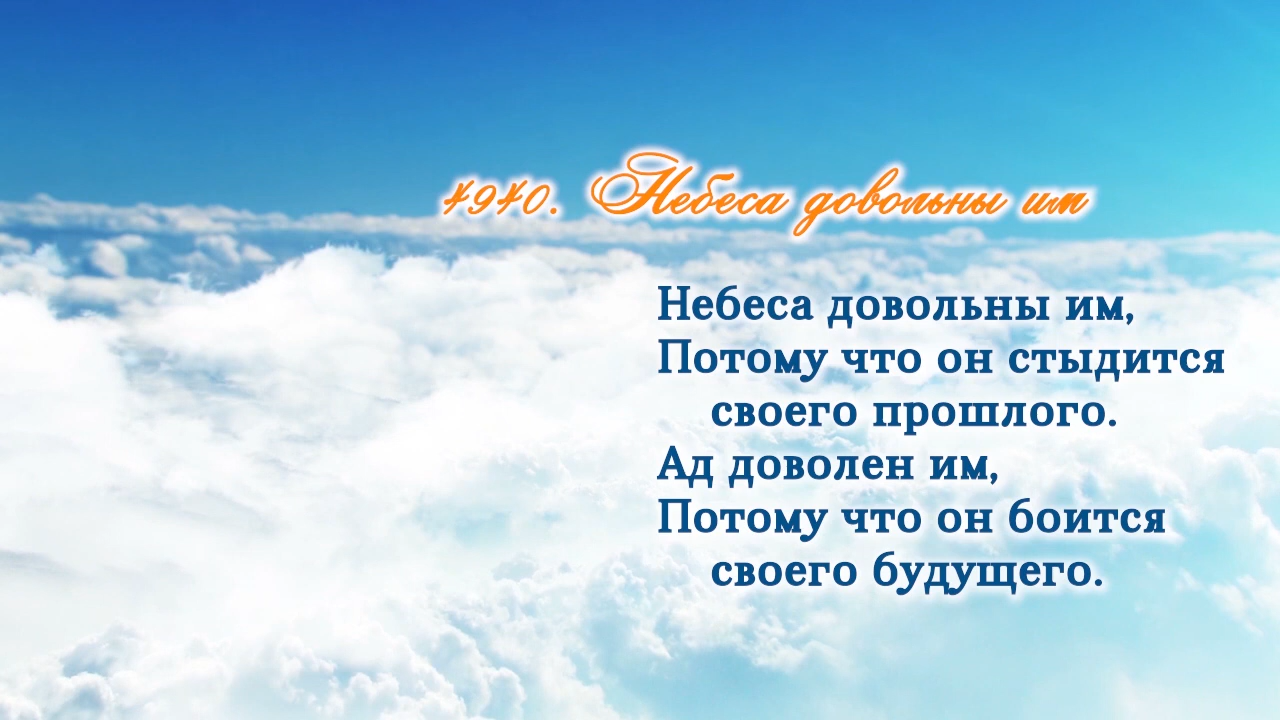 7970. Небеса довольны им
Небеса довольны им,
Потому что он стыдится
своего прошлого.
Ад доволен им,
Потому что он боится
своего будущего.